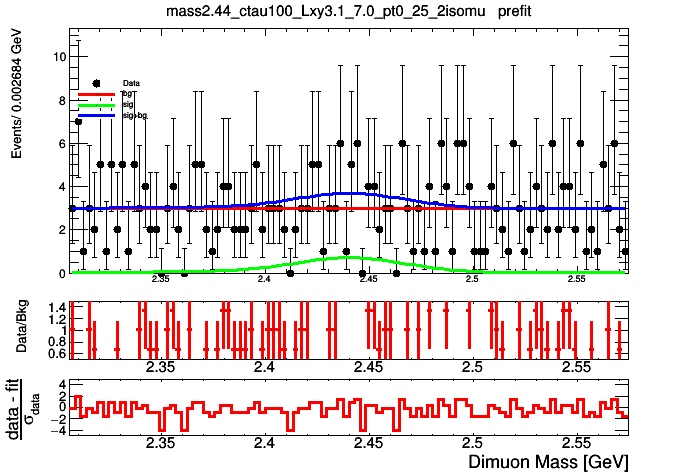 mass2.44_ctau100_Lxy3.1_7.0_pt0_25_2isomu prefit
Events/ 0.002684 GeV
10
8
6
4
2
0
Data
bg
sig
sig+bg
2.35 2.4 2.45 2.5 2.55
Data/Bkg
1.4
1.2
1
0.8
0.6
2.35 2.4 2.45 2.5 2.55
data - fit
σdata
4
2
0
−2
−4
2.35 2.4 2.45 2.5 2.55
Dimuon Mass [GeV]